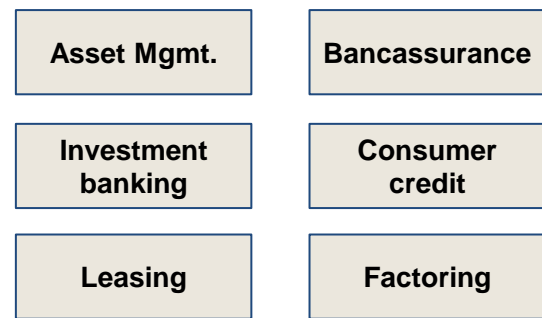 Asset Mgmt.
Bancassurance
Investment
banking
Consumer
credit
Leasing
Factoring